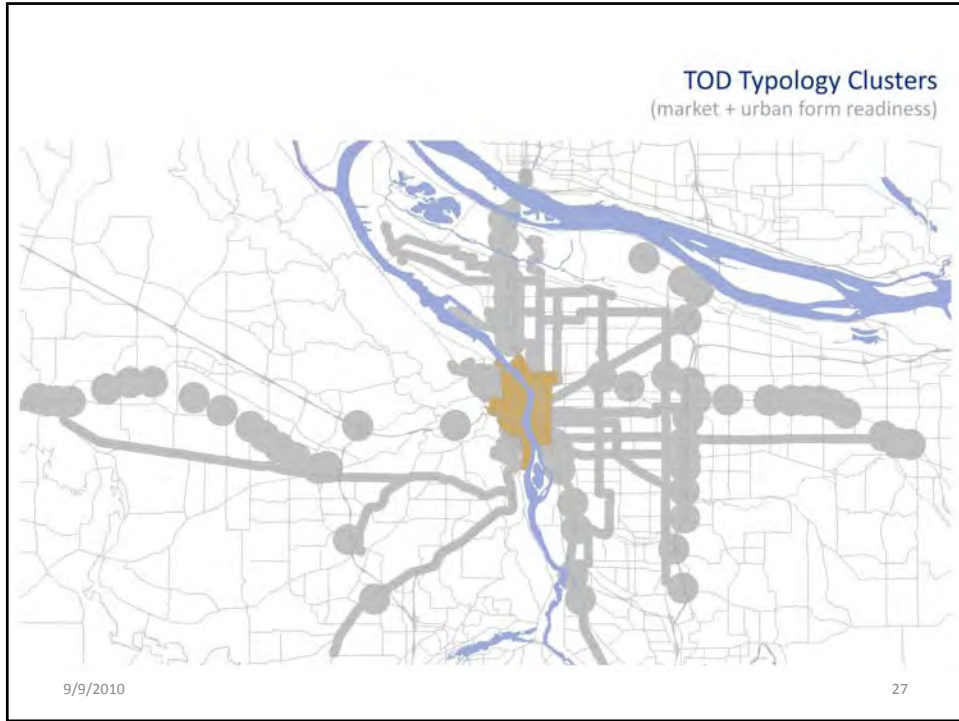 TOD Typology Clusters
(market + urban form readiness)
9/9/2010
27